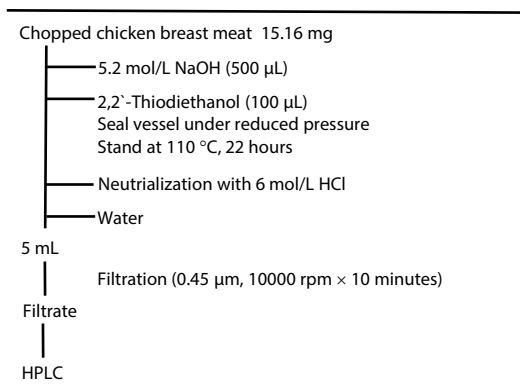 Chopped chicken breast meat 15.16 mg
5.2 mol/L NaOH (500 μL)
2,2`-Thiodiethanol (100 μL)
Seal vessel under reduced pressure
Stand at 110 °C, 22 hours
Neutrialization with 6 mol/L HCl
Water
5 mL
Filtration (0.45 μm, 10000 rpm × 10 minutes)
Filtrate
HPLC